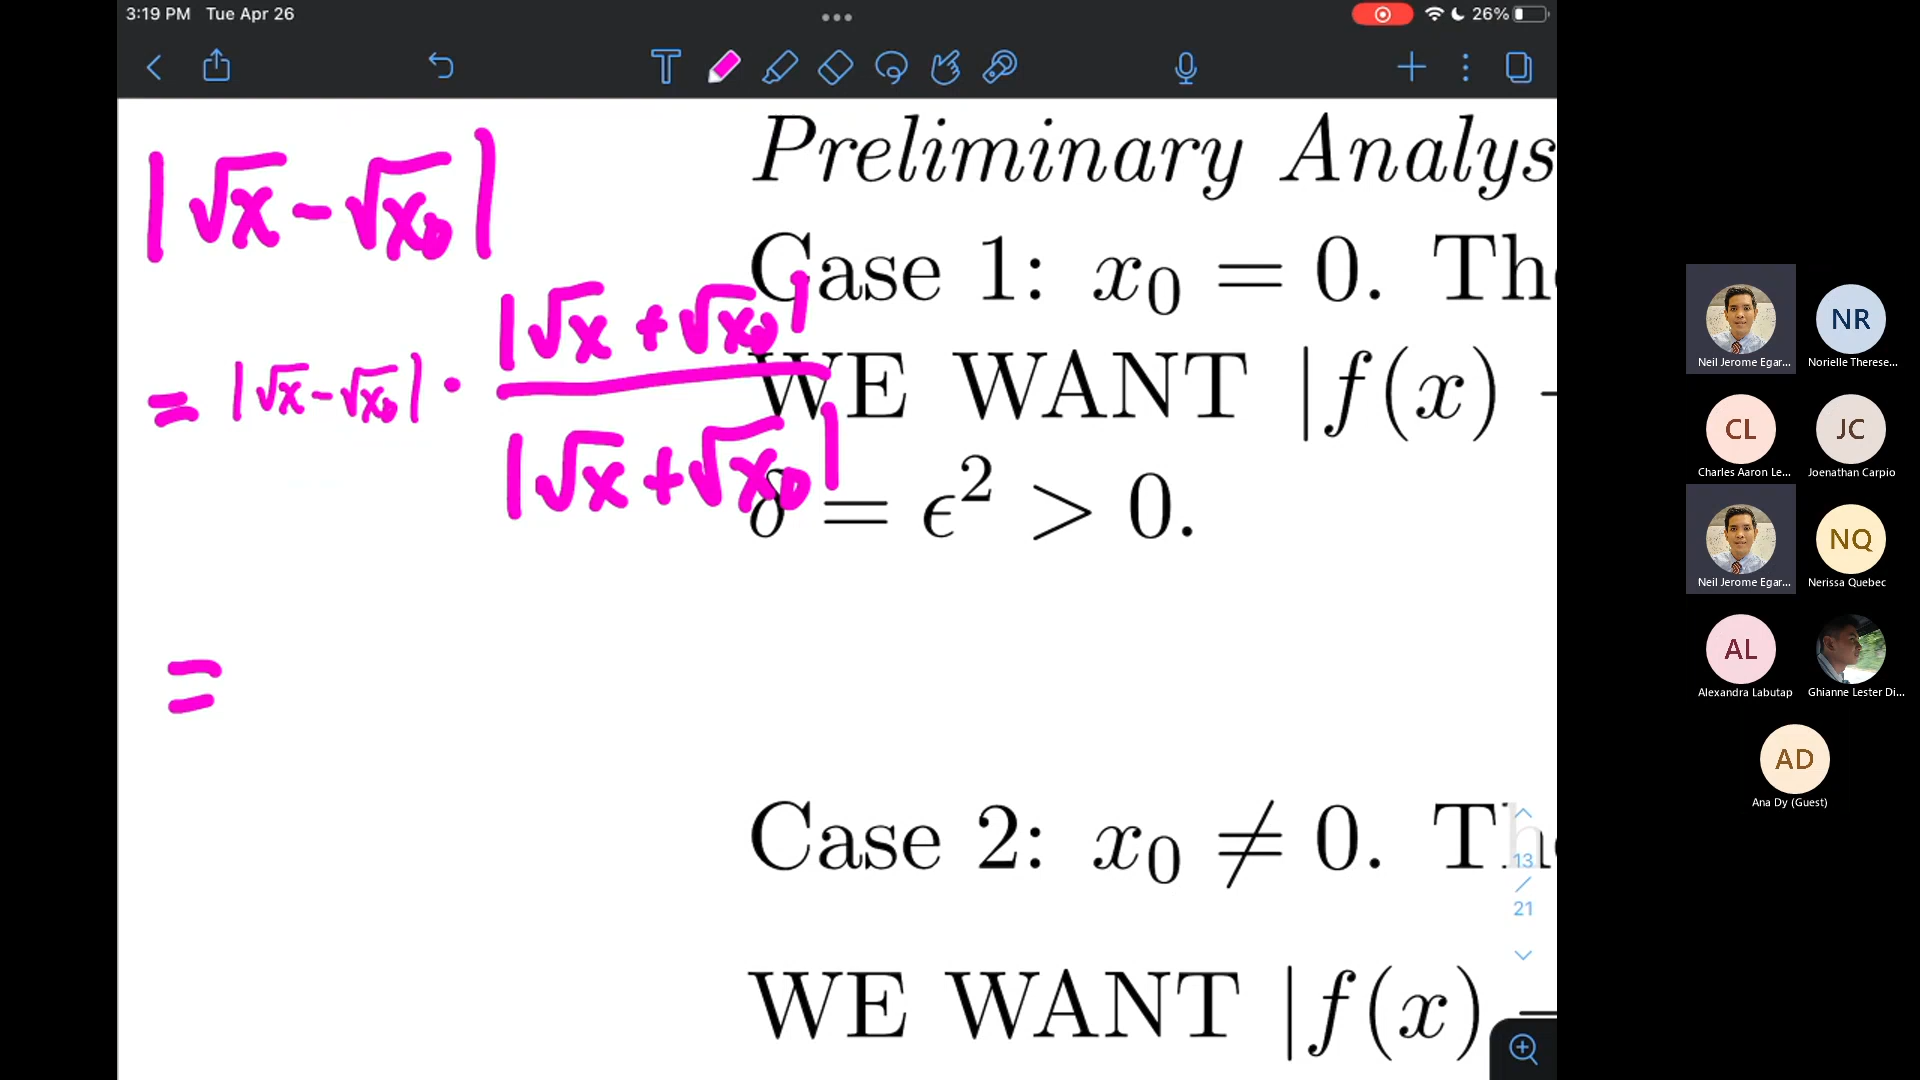 3:19 PM Tue Apr 26
26%
|√x - √x₀|
= |√x - √x₀| · |√x + √x₀| / |√x + √x₀|
=
Preliminary Analys
Case 1: x₀ = 0. The
WE WANT |f(x) −
δ = ϵ² > 0.
Case 2: x₀ ≠ 0. The
WE WANT |f(x) −
13
/
21
Neil Jerome Egar...
NR
Norielle Therese...
CL
Charles Aaron Le...
JC
Joenathan Carpio
Neil Jerome Egar...
NQ
Nerissa Quebec
AL
Alexandra Labutap
Ghianne Lester Di...
AD
Ana Dy (Guest)